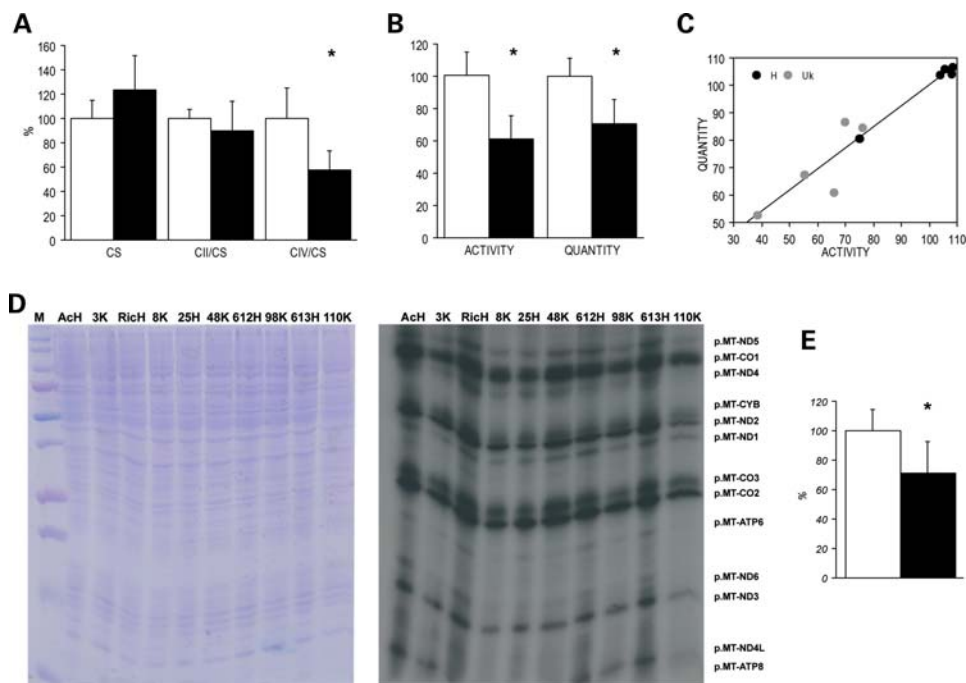 A
160
140
120
100
80
60
40
20
0
%
*
CS CII/CS CIV/CS
B
120
100
80
60
40
20
0
* *
ACTIVITY QUANTITY
C
110
100
90
80
70
60
50
QUANTITY
H Uk
30 40 50 60 70 80 90 100 110
ACTIVITY
D
M AcH 3K RicH 8K 25H 48K 612H 98K 613H 110K
AcH 3K RicH 8K 25H 48K 612H 98K 613H 110K
p.MT-ND5
p.MT-CO1
p.MT-ND4
p.MT-CYB
p.MT-ND2
p.MT-ND1
p.MT-CO3
p.MT-CO2
p.MT-ATP6
p.MT-ND6
p.MT-ND3
p.MT-ND4L
p.MT-ATP8
E
120
100
80
60
40
20
0
%
*